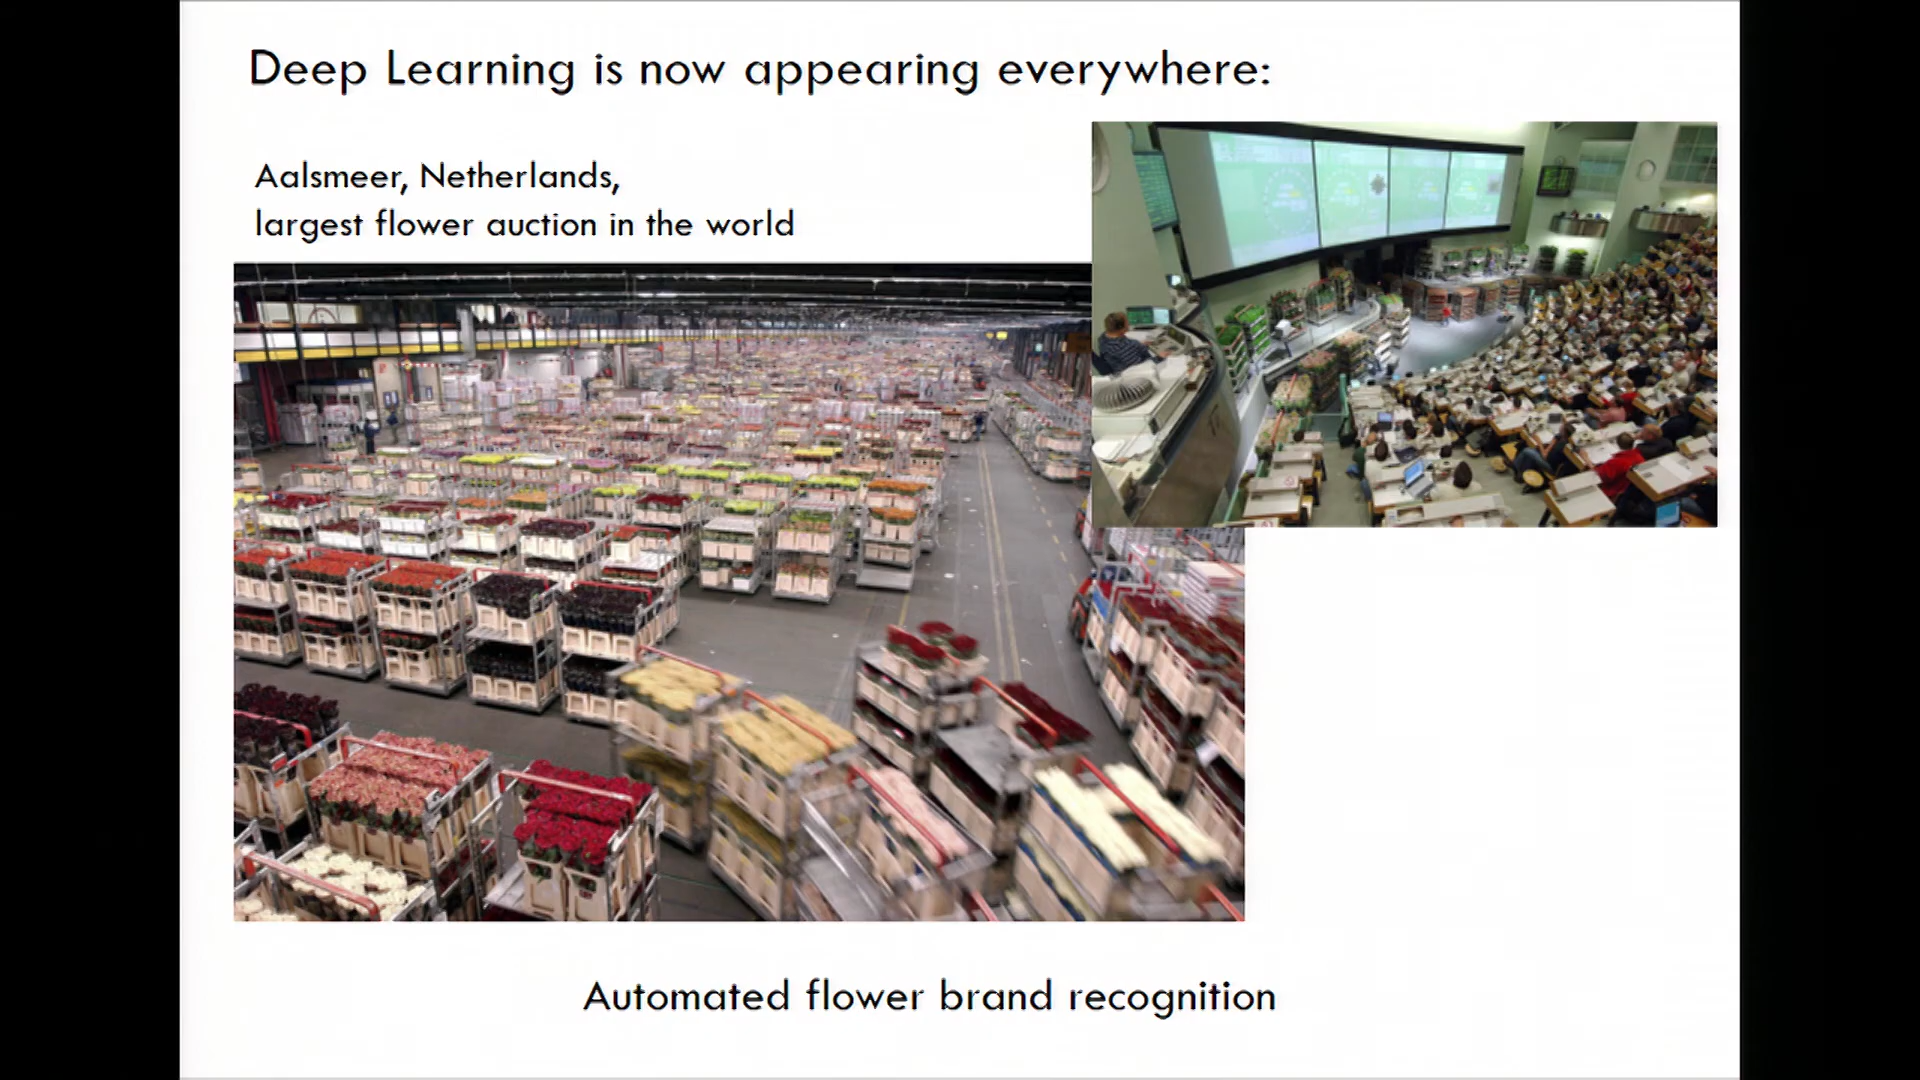 Deep Learning is now appearing everywhere:
Aalsmeer, Netherlands,
largest flower auction in the world
Automated flower brand recognition